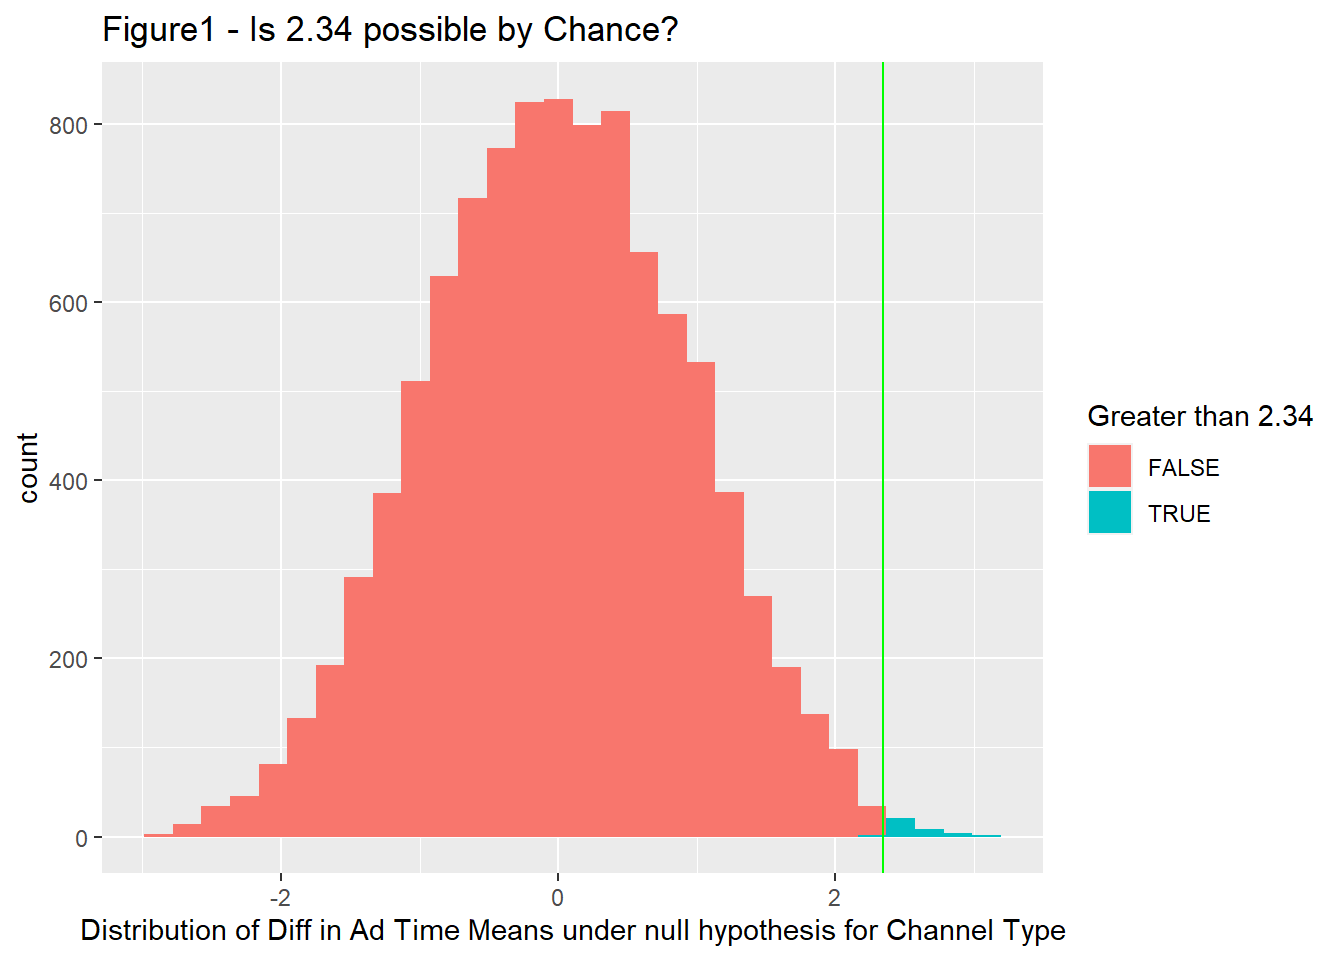 Figure1 - Is 2.34 possible by Chance?
800
600
400
200
0
count
-2
0
2
Distribution of Diff in Ad Time Means under null hypothesis for Channel Type
Greater than 2.34
FALSE
TRUE